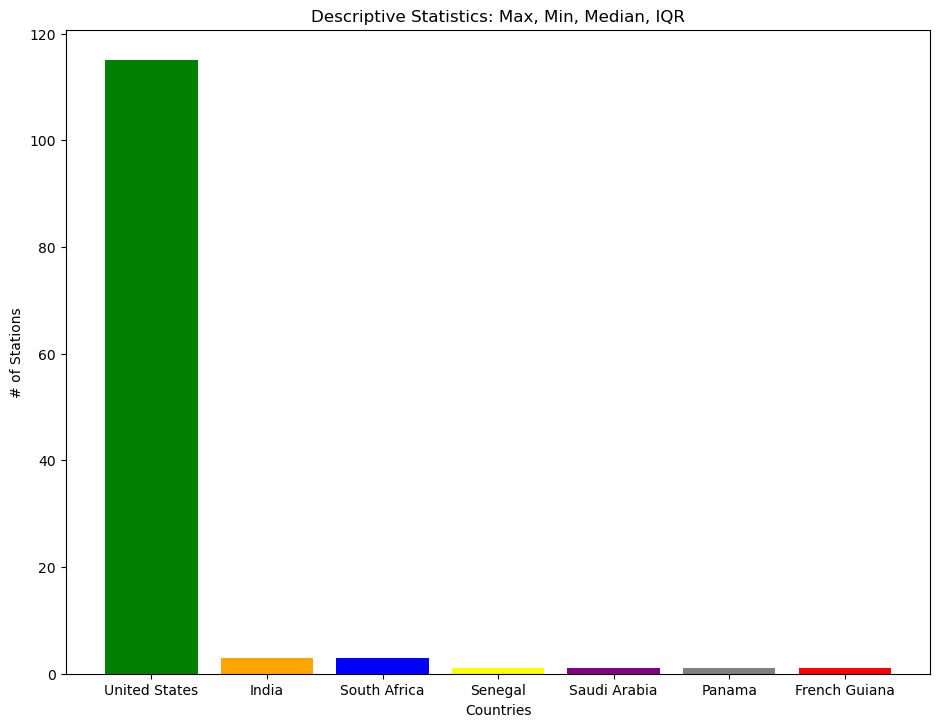 Descriptive Statistics: Max, Min, Median, IQR
120
100
80
60
40
20
0
# of Stations
United States India South Africa Senegal Saudi Arabia Panama French Guiana
Countries